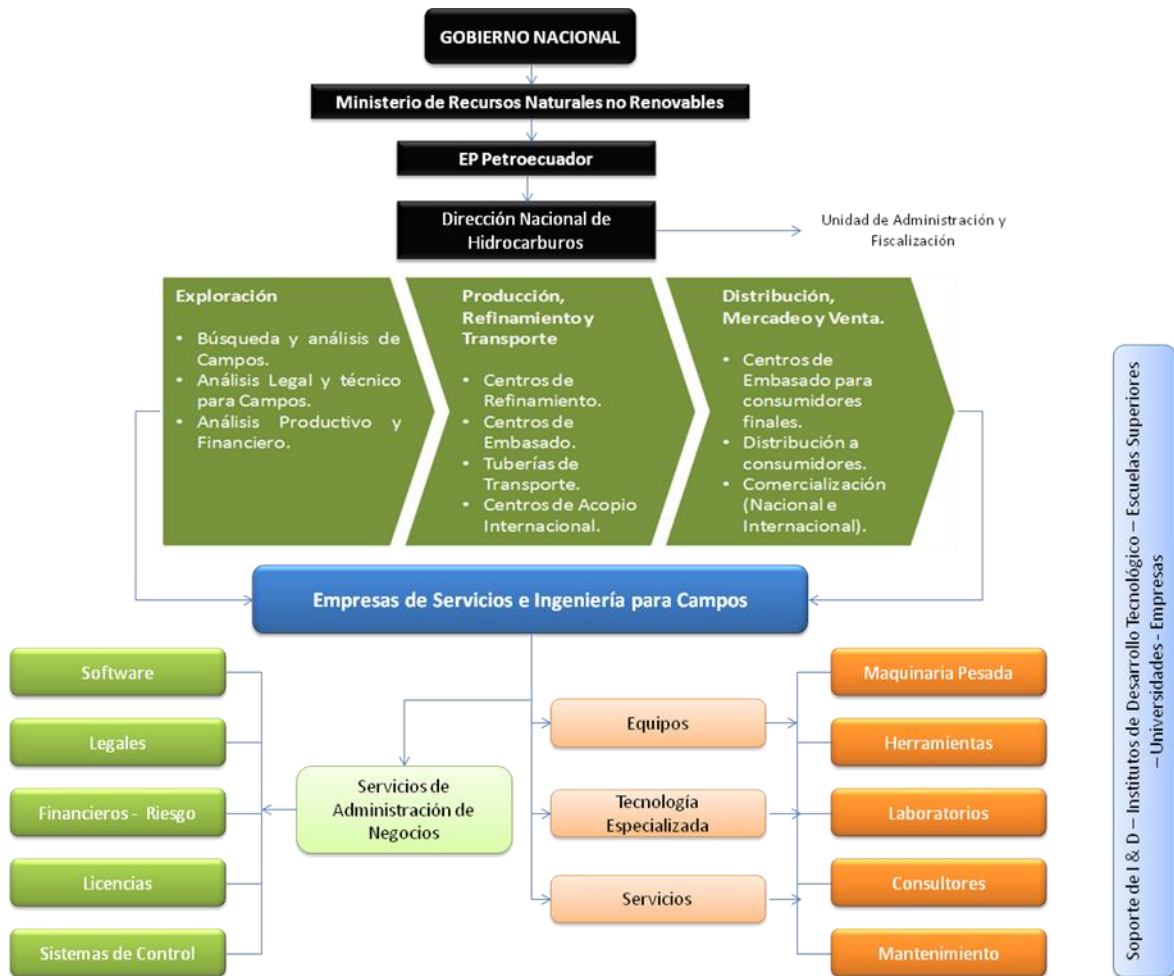 GOBIERNO NACIONAL
Ministerio de Recursos Naturales no Renovables
EP Petroecuador
Dirección Nacional de
Hidrocarburos
Unidad de Administración y
Fiscalización
Exploración
• Búsqueda y análisis de
Campos.
• Análisis Legal y técnico
para Campos.
• Análisis Productivo y
Financiero.
Producción,
Refinamiento y
Transporte
• Centros de
Refinamiento.
• Centros de
Embasado.
• Tuberías de
Transporte.
• Centros de Acopio
Internacional.
Distribución,
Mercadeo y Venta.
• Centros de
Embasado para
consumidores
finales.
• Distribución a
consumidores.
• Comercialización
(Nacional e
Internacional).
Empresas de Servicios e Ingeniería para Campos
Software
Legales
Financieros - Riesgo
Licencias
Sistemas de Control
Servicios de
Administración de
Negocios
Equipos
Tecnología
Especializada
Servicios
Maquinaria Pesada
Herramientas
Laboratorios
Consultores
Mantenimiento
Soporte de I & D – Institutos de Desarrollo Tecnológico – Escuelas Superiores
– Universidades - Empresas